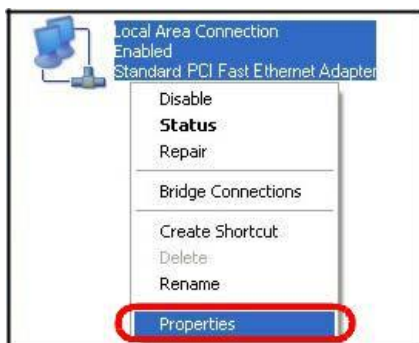 Local Area Connection
Enabled
Standard PCI Fast Ethernet Adapter
Disable
Status
Repair
Bridge Connections
Create Shortcut
Delete
Rename
Properties